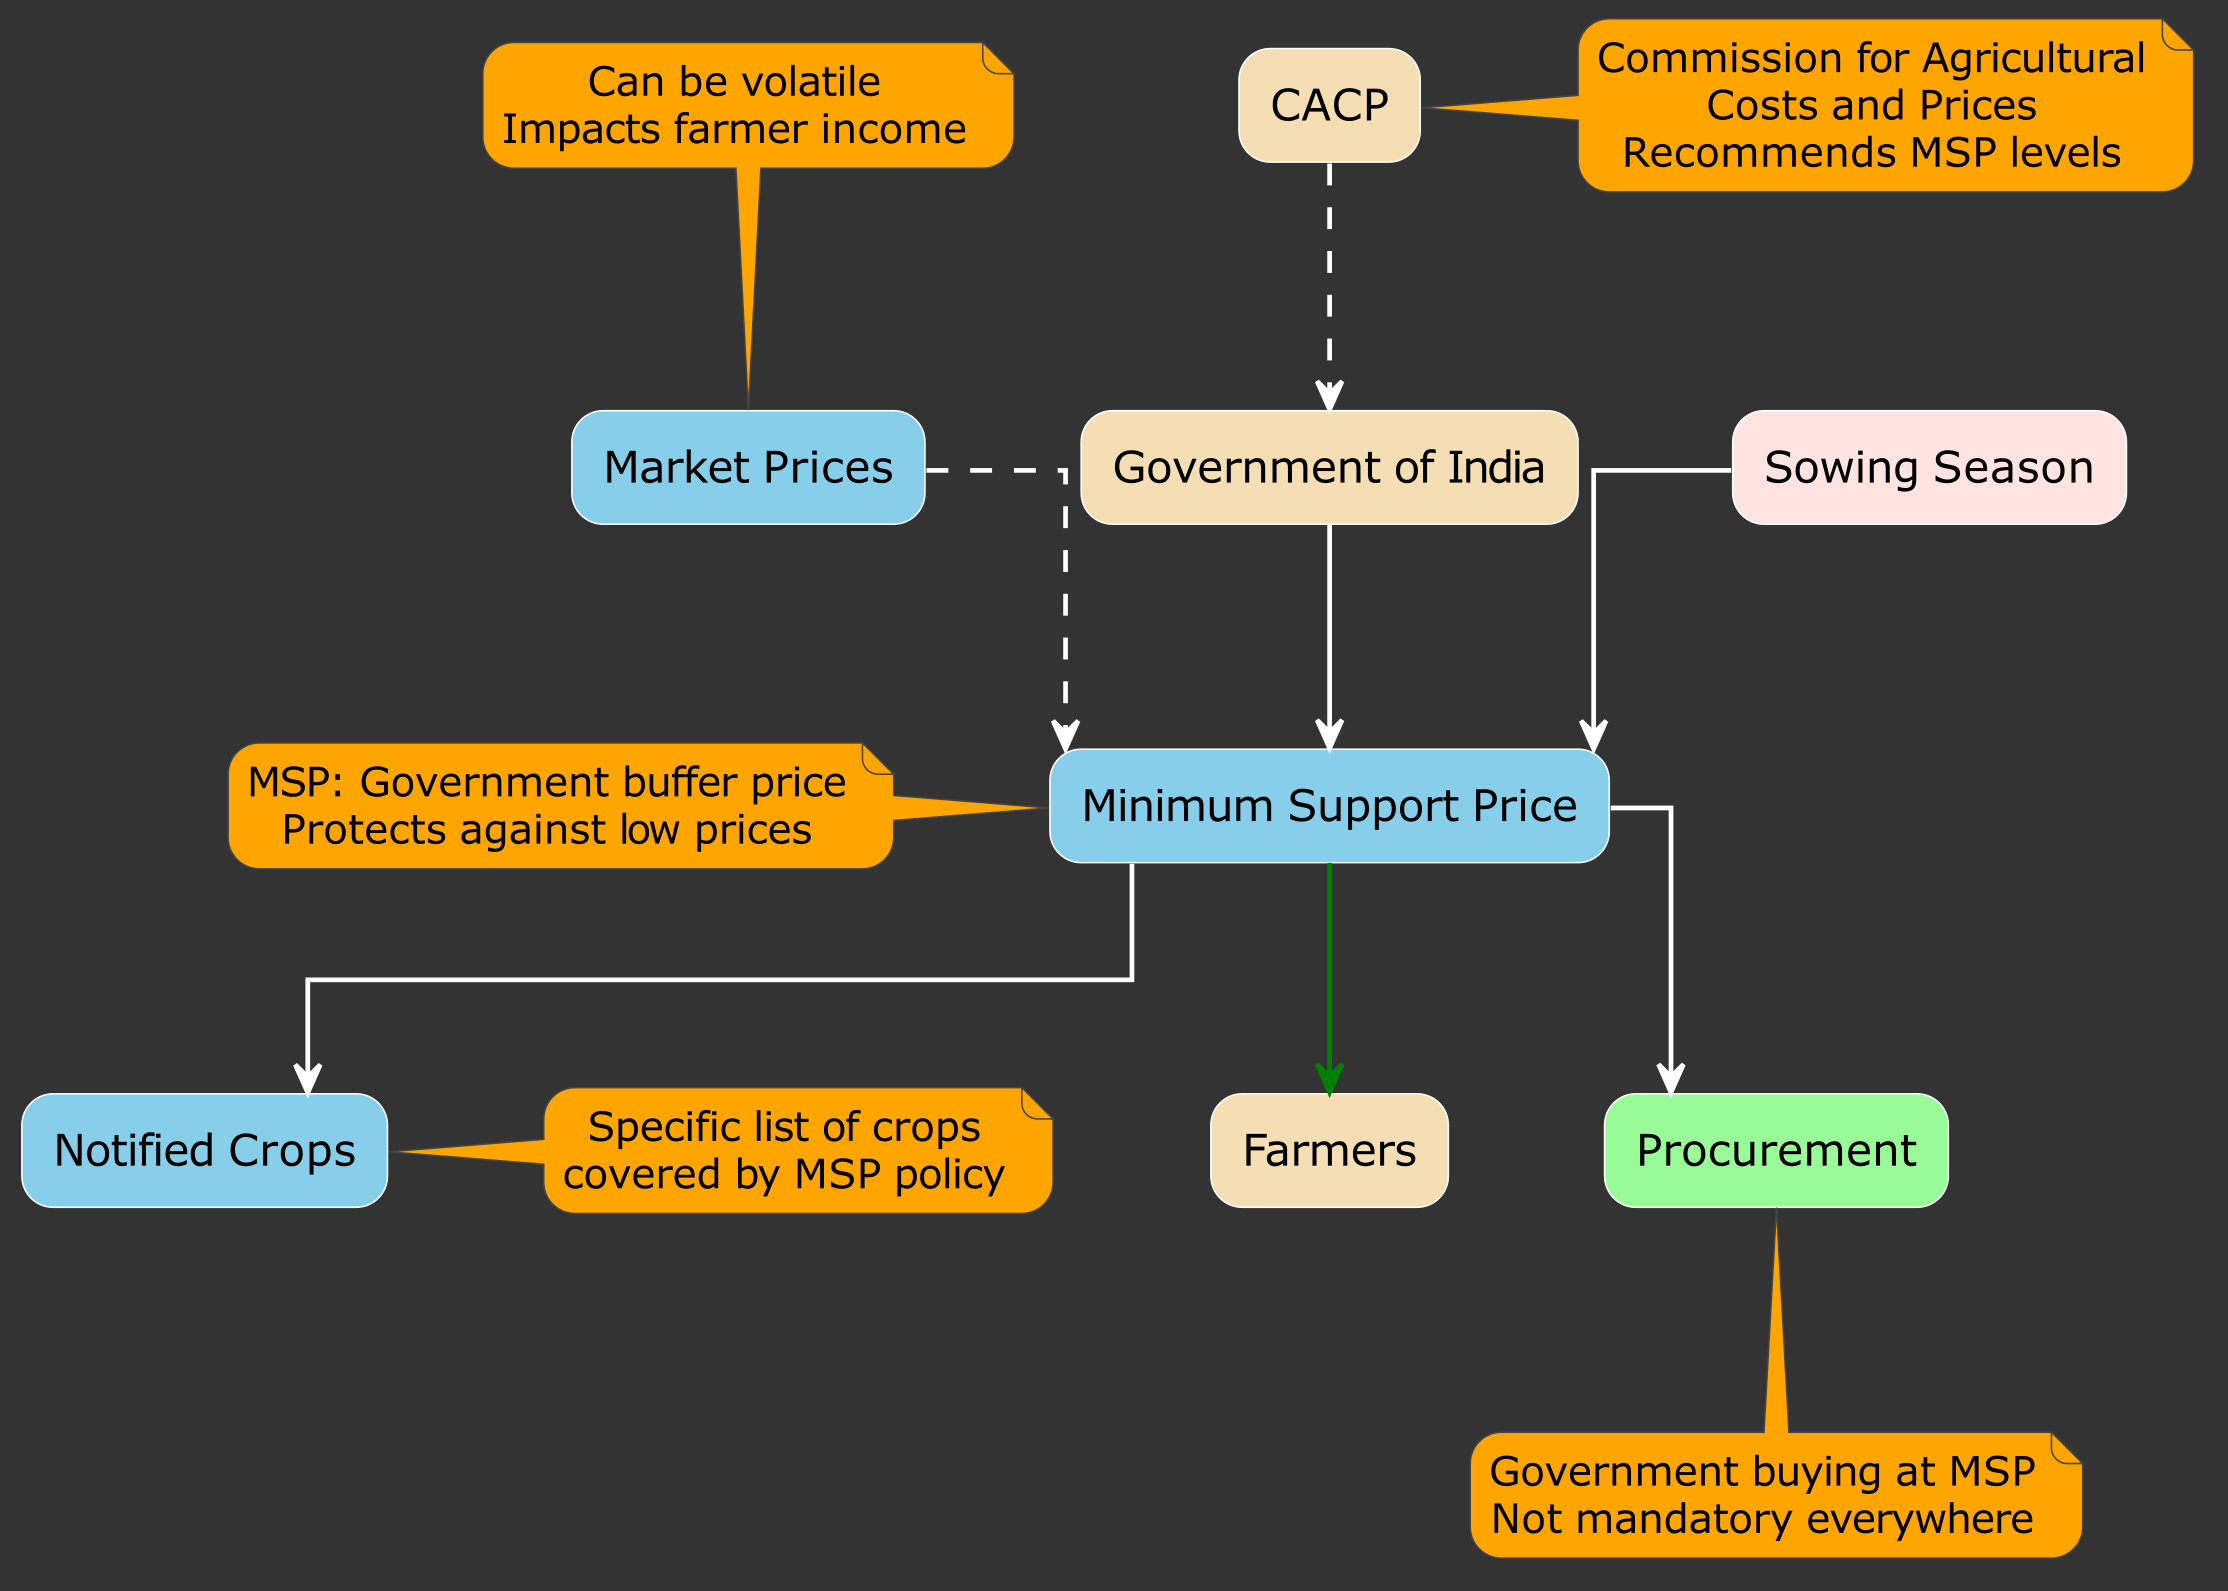 Can be volatile
Impacts farmer income
CACP
Commission for Agricultural
Costs and Prices
Recommends MSP levels
Market Prices
Government of India
Sowing Season
MSP: Government buffer price
Protects against low prices
Minimum Support Price
Notified Crops
Specific list of crops
covered by MSP policy
Farmers
Procurement
Government buying at MSP
Not mandatory everywhere